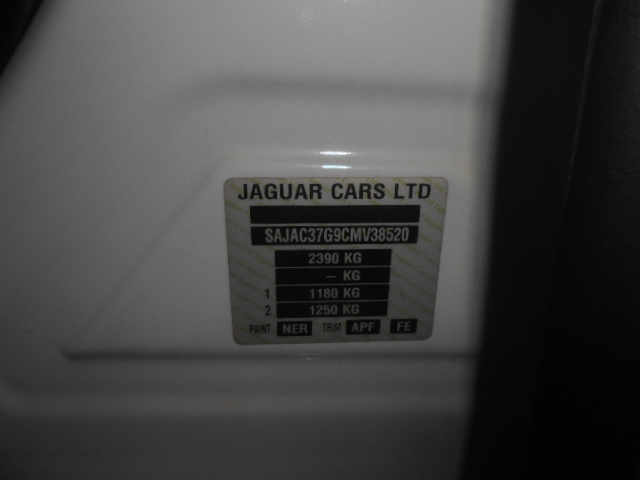 JAGUAR CARS LTD
SAJAC37G9CMV38520
2390 KG
– KG
1 1180 KG
2 1250 KG
PAINT NER TRIM APF FE